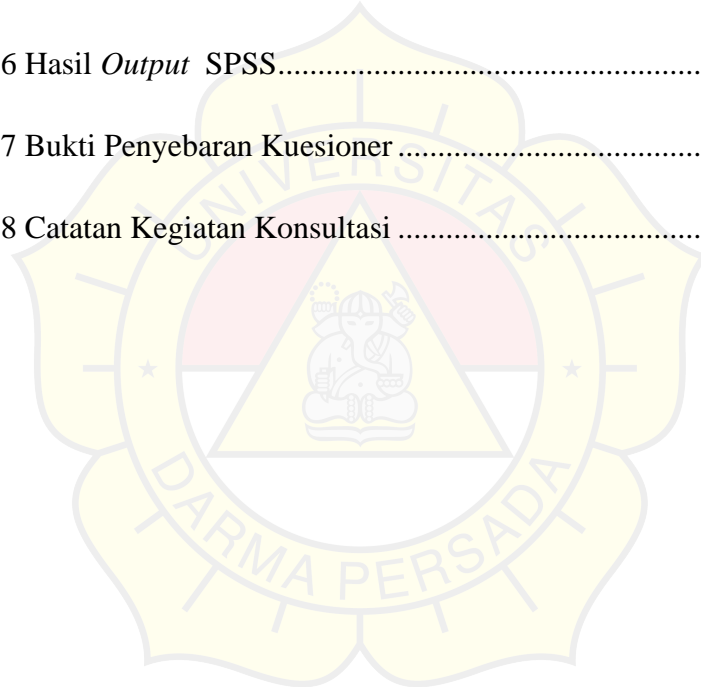 6 Hasil Output SPSS.....................................................
7 Bukti Penyebaran Kuesioner ......................................
8 Catatan Kegiatan Konsultasi ......................................
UNIVERSITAS
DARMA PERSADA